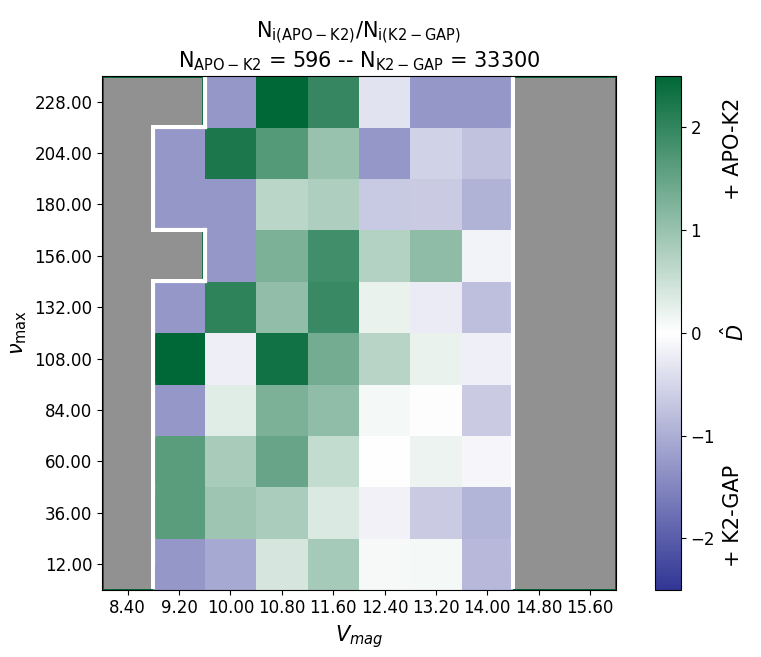 N_i(APO−K2)/N_i(K2−GAP)
N_APO−K2 = 596 -- N_K2−GAP = 33300
228.00
204.00
180.00
156.00
132.00
108.00
84.00
60.00
36.00
12.00
ν_max
8.40 9.20 10.00 10.80 11.60 12.40 13.20 14.00 14.80 15.60
V_mag
2
1
0
−1
−2
+ APO-K2
D̂
+ K2-GAP